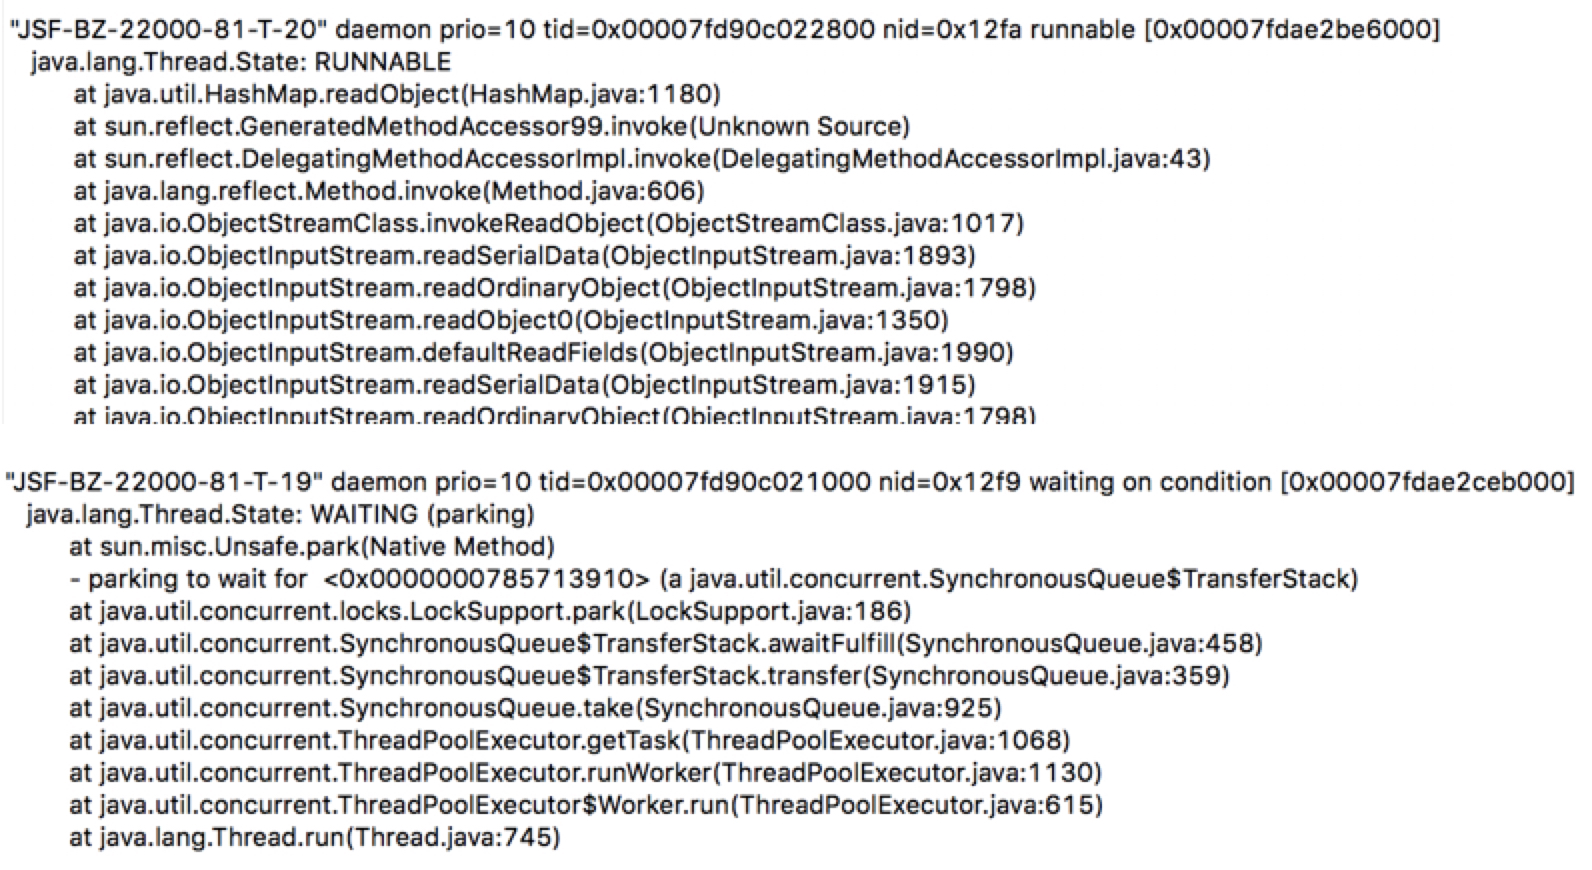 "JSF-BZ-22000-81-T-20" daemon prio=10 tid=0x00007fd90c022800 nid=0x12fa runnable [0x00007fdae2be6000]
java.lang.Thread.State: RUNNABLE
at java.util.HashMap.readObject(HashMap.java:1180)
at sun.reflect.GeneratedMethodAccessor99.invoke(Unknown Source)
at sun.reflect.DelegatingMethodAccessorImpl.invoke(DelegatingMethodAccessorImpl.java:43)
at java.lang.reflect.Method.invoke(Method.java:606)
at java.io.ObjectStreamClass.invokeReadObject(ObjectStreamClass.java:1017)
at java.io.ObjectInputStream.readSerialData(ObjectInputStream.java:1893)
at java.io.ObjectInputStream.readOrdinaryObject(ObjectInputStream.java:1798)
at java.io.ObjectInputStream.readObject0(ObjectInputStream.java:1350)
at java.io.ObjectInputStream.defaultReadFields(ObjectInputStream.java:1990)
at java.io.ObjectInputStream.readSerialData(ObjectInputStream.java:1915)
at java.io.ObjectInputStream.readOrdinaryObject(ObjectInputStream.java:1798)
"JSF-BZ-22000-81-T-19" daemon prio=10 tid=0x00007fd90c021000 nid=0x12f9 waiting on condition [0x00007fdae2ceb000]
java.lang.Thread.State: WAITING (parking)
at sun.misc.Unsafe.park(Native Method)
- parking to wait for <0x0000000785713910> (a java.util.concurrent.SynchronousQueue$TransferStack)
at java.util.concurrent.locks.LockSupport.park(LockSupport.java:186)
at java.util.concurrent.SynchronousQueue$TransferStack.awaitFulfill(SynchronousQueue.java:458)
at java.util.concurrent.SynchronousQueue$TransferStack.transfer(SynchronousQueue.java:359)
at java.util.concurrent.SynchronousQueue.take(SynchronousQueue.java:925)
at java.util.concurrent.ThreadPoolExecutor.getTask(ThreadPoolExecutor.java:1068)
at java.util.concurrent.ThreadPoolExecutor.runWorker(ThreadPoolExecutor.java:1130)
at java.util.concurrent.ThreadPoolExecutor$Worker.run(ThreadPoolExecutor.java:615)
at java.lang.Thread.run(Thread.java:745)